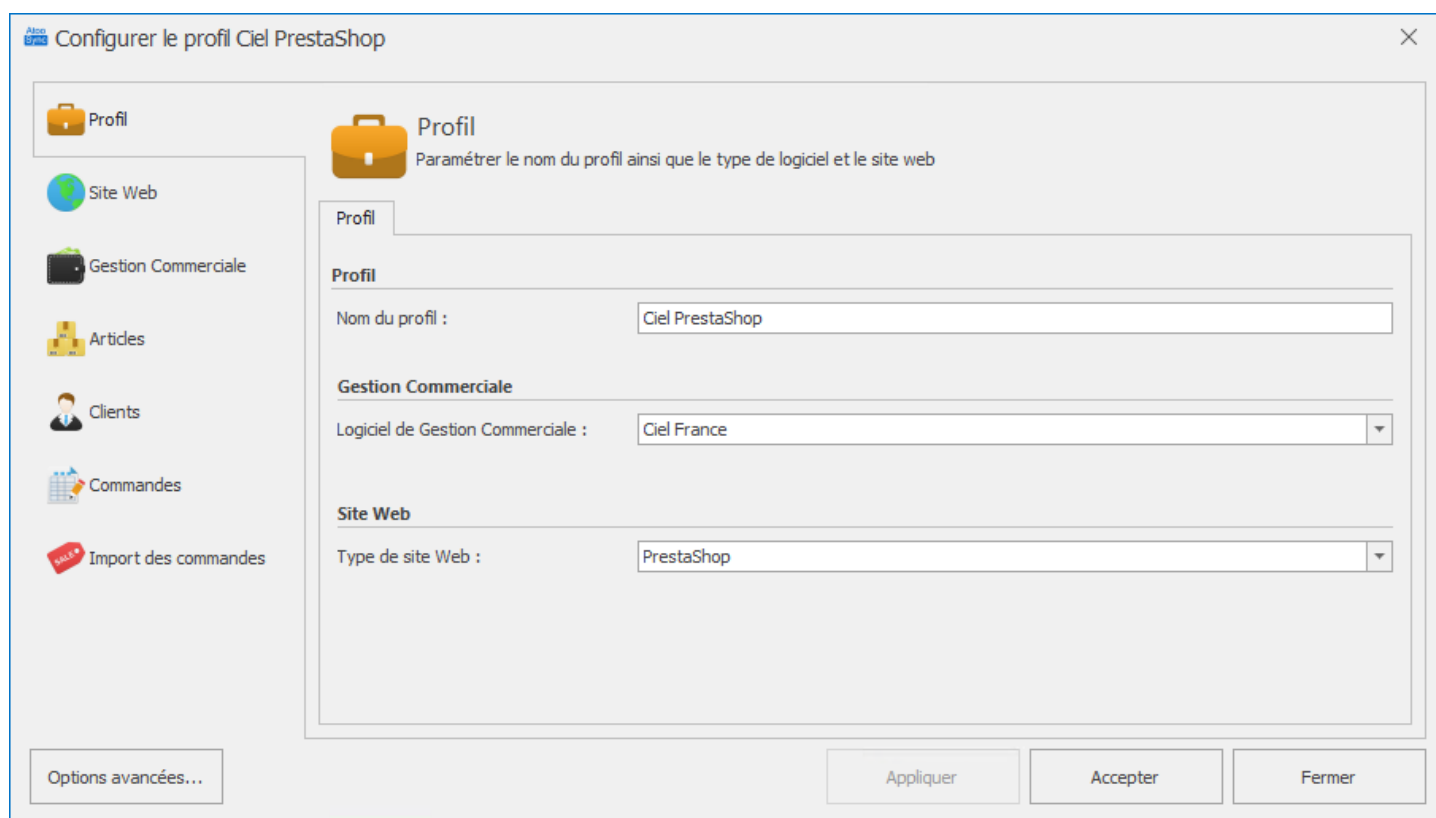 Atoo Sync
Configurer le profil Ciel PrestaShop
Profil
Site Web
Gestion Commerciale
Articles
Clients
Commandes
SALE
Import des commandes
Profil
Paramétrer le nom du profil ainsi que le type de logiciel et le site web
Profil
Profil
Nom du profil : Ciel PrestaShop
Gestion Commerciale
Logiciel de Gestion Commerciale : Ciel France
Site Web
Type de site Web : PrestaShop
Options avancées... Appliquer Accepter Fermer